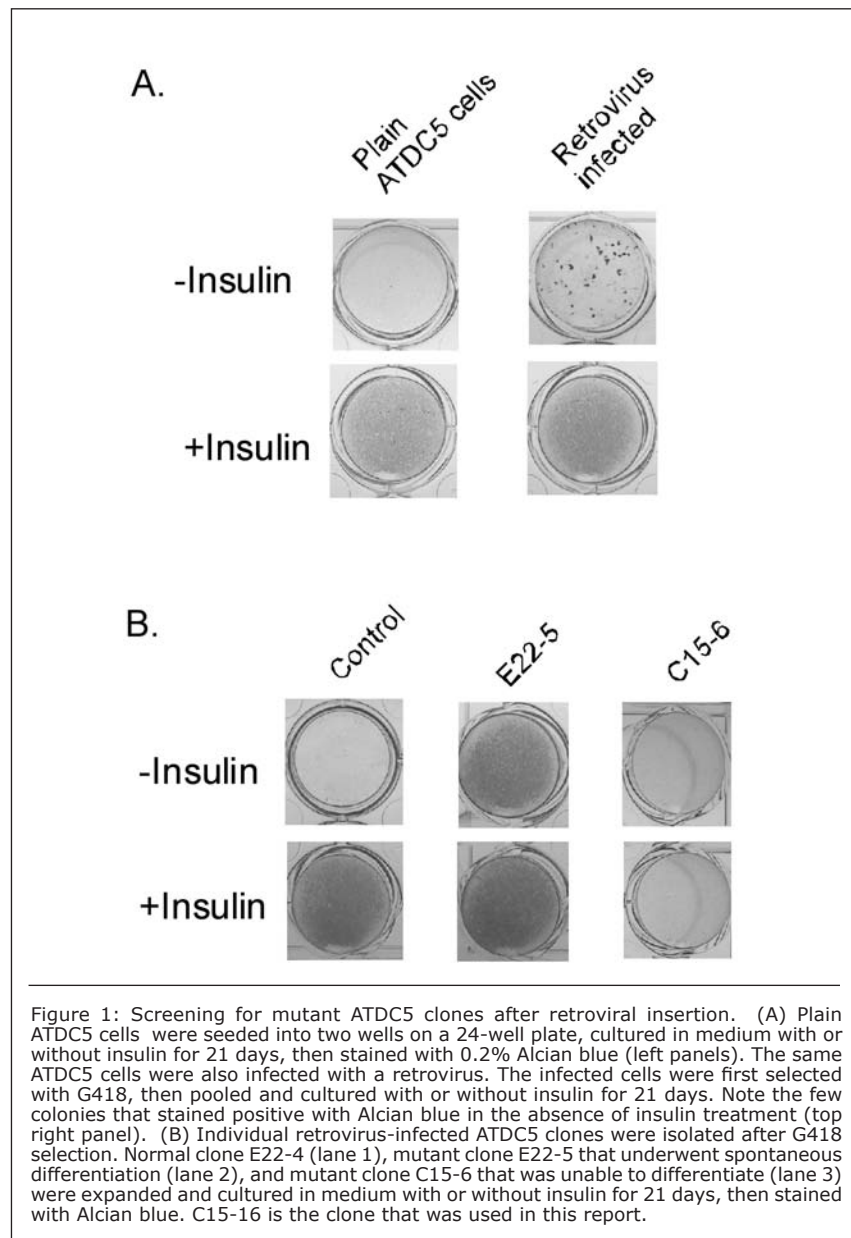 A.
Plain
ATDC5 cells
Retrovirus
infected
-Insulin
+Insulin
B.
Control
E22-5
C15-6
-Insulin
+Insulin
Figure 1: Screening for mutant ATDC5 clones after retroviral insertion. (A) Plain
ATDC5 cells were seeded into two wells on a 24-well plate, cultured in medium with or
without insulin for 21 days, then stained with 0.2% Alcian blue (left panels). The same
ATDC5 cells were also infected with a retrovirus. The infected cells were first selected
with G418, then pooled and cultured with or without insulin for 21 days. Note the few
colonies that stained positive with Alcian blue in the absence of insulin treatment (top
right panel). (B) Individual retrovirus-infected ATDC5 clones were isolated after G418
selection. Normal clone E22-4 (lane 1), mutant clone E22-5 that underwent spontaneous
differentiation (lane 2), and mutant clone C15-6 that was unable to differentiate (lane 3)
were expanded and cultured in medium with or without insulin for 21 days, then stained
with Alcian blue. C15-16 is the clone that was used in this report.